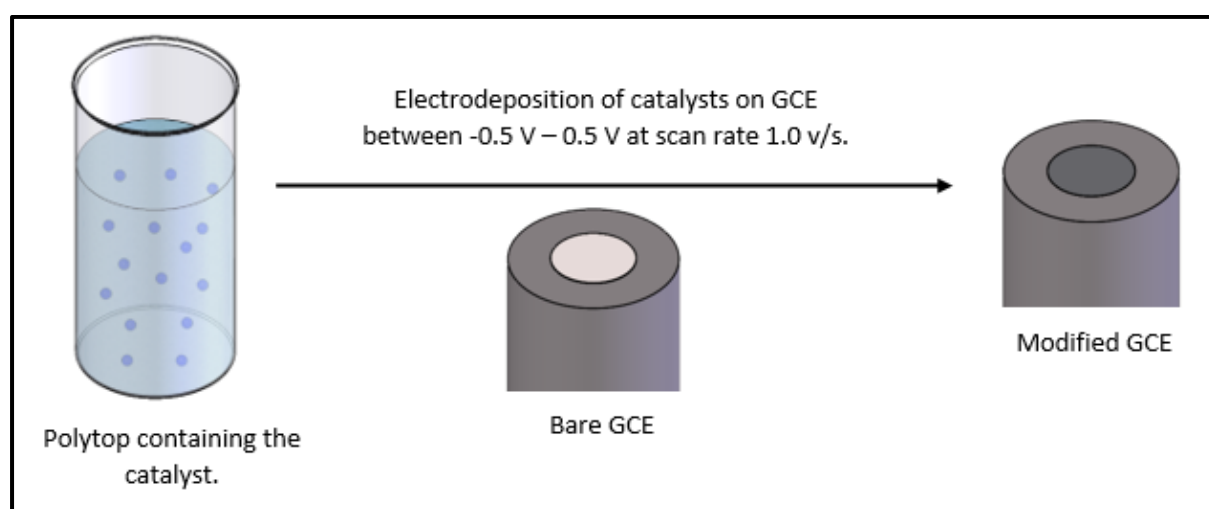 Electrodeposition of catalysts on GCE
between -0.5 V – 0.5 V at scan rate 1.0 v/s.
Polytop containing the
catalyst.
Bare GCE
Modified GCE